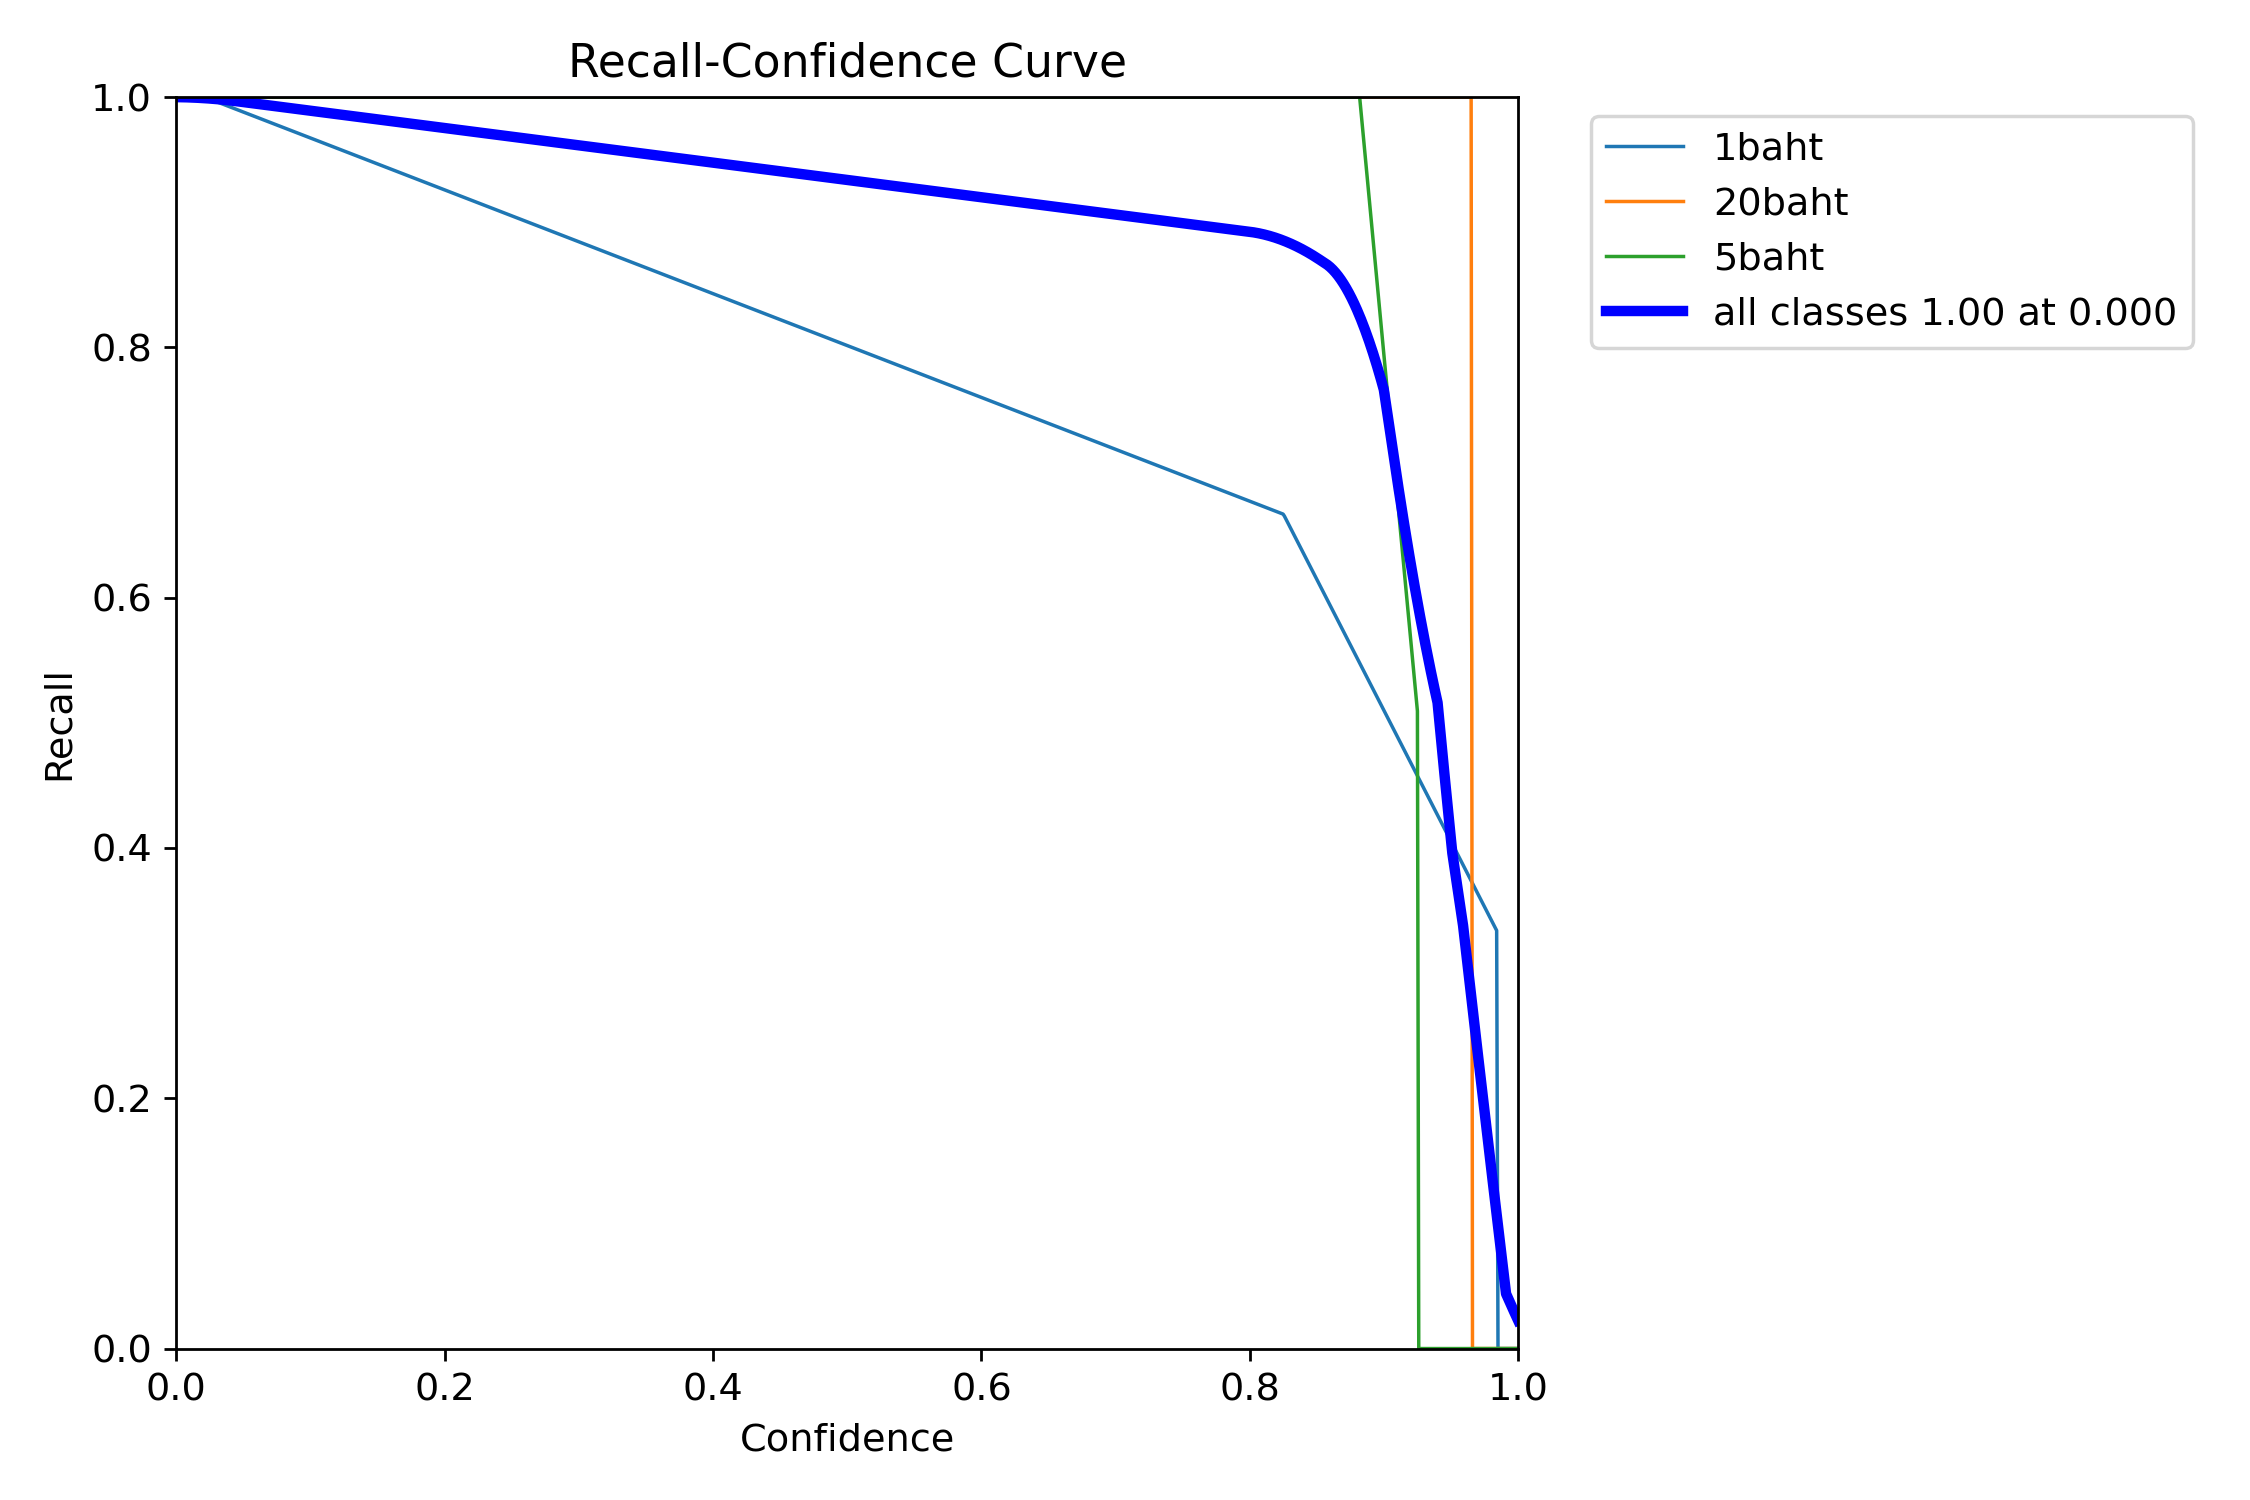 Recall-Confidence Curve
1.0
0.8
0.6
0.4
0.2
0.0
Recall
0.0 0.2 0.4 0.6 0.8 1.0
Confidence
1baht
20baht
5baht
all classes 1.00 at 0.000